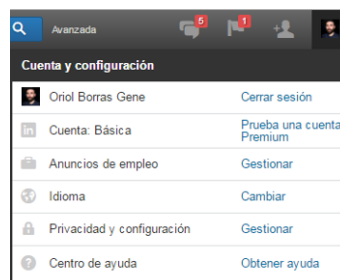 Avanzada
5
1
Cuenta y configuración
Oriol Borras Gene Cerrar sesión
in Cuenta: Básica Prueba una cuenta
Premium
Anuncios de empleo Gestionar
Idioma Cambiar
Privacidad y configuración Gestionar
? Centro de ayuda Obtener ayuda